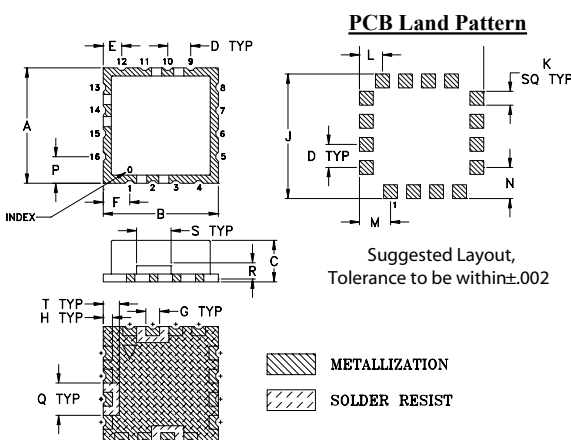 PCB Land Pattern
E
D TYP
12
11
10
9
13
14
15
16
8
7
6
5
A
P
0
1
2
3
4
F
B
INDEX
S TYP
C
R
T TYP
H TYP
G TYP
Q TYP
L
K
SQ TYP
J
D TYP
N
M
1
Suggested Layout,
Tolerance to be within±.002
METALLIZATION
SOLDER RESIST